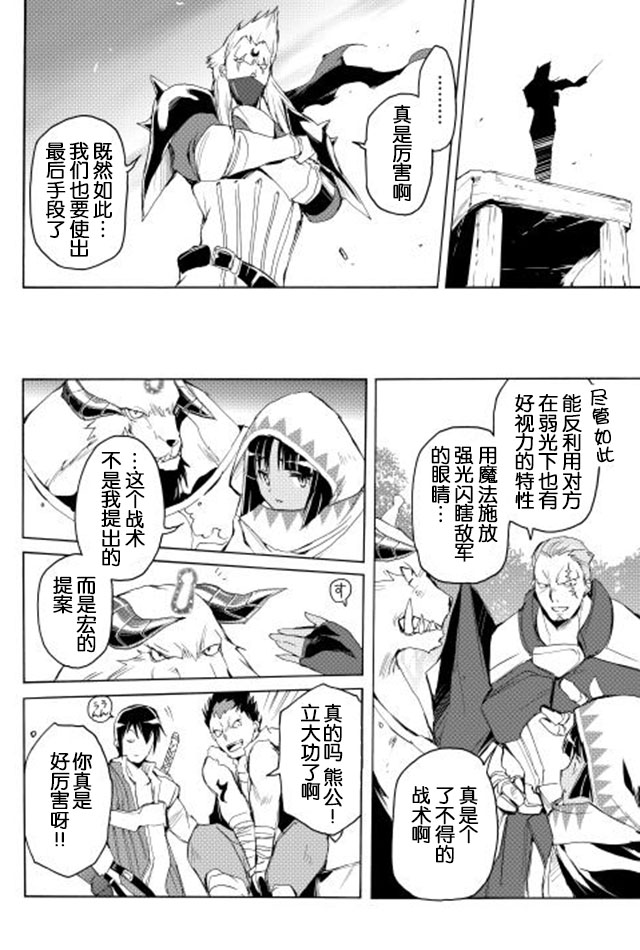 ………
真是厉害
啊
既然如此…
我们也要使出
最后手段了
尽管如此
能反利用对方
在弱光下也有
好视力的特性
用魔法施放
强光闪瞎敌军
的眼睛…
真是个
了不得的
战术啊
…这个战术
不是我提出的
而是宏的
提案
す
真的吗 熊公！
立大功了啊
うう
你真是
好厉害呀!!